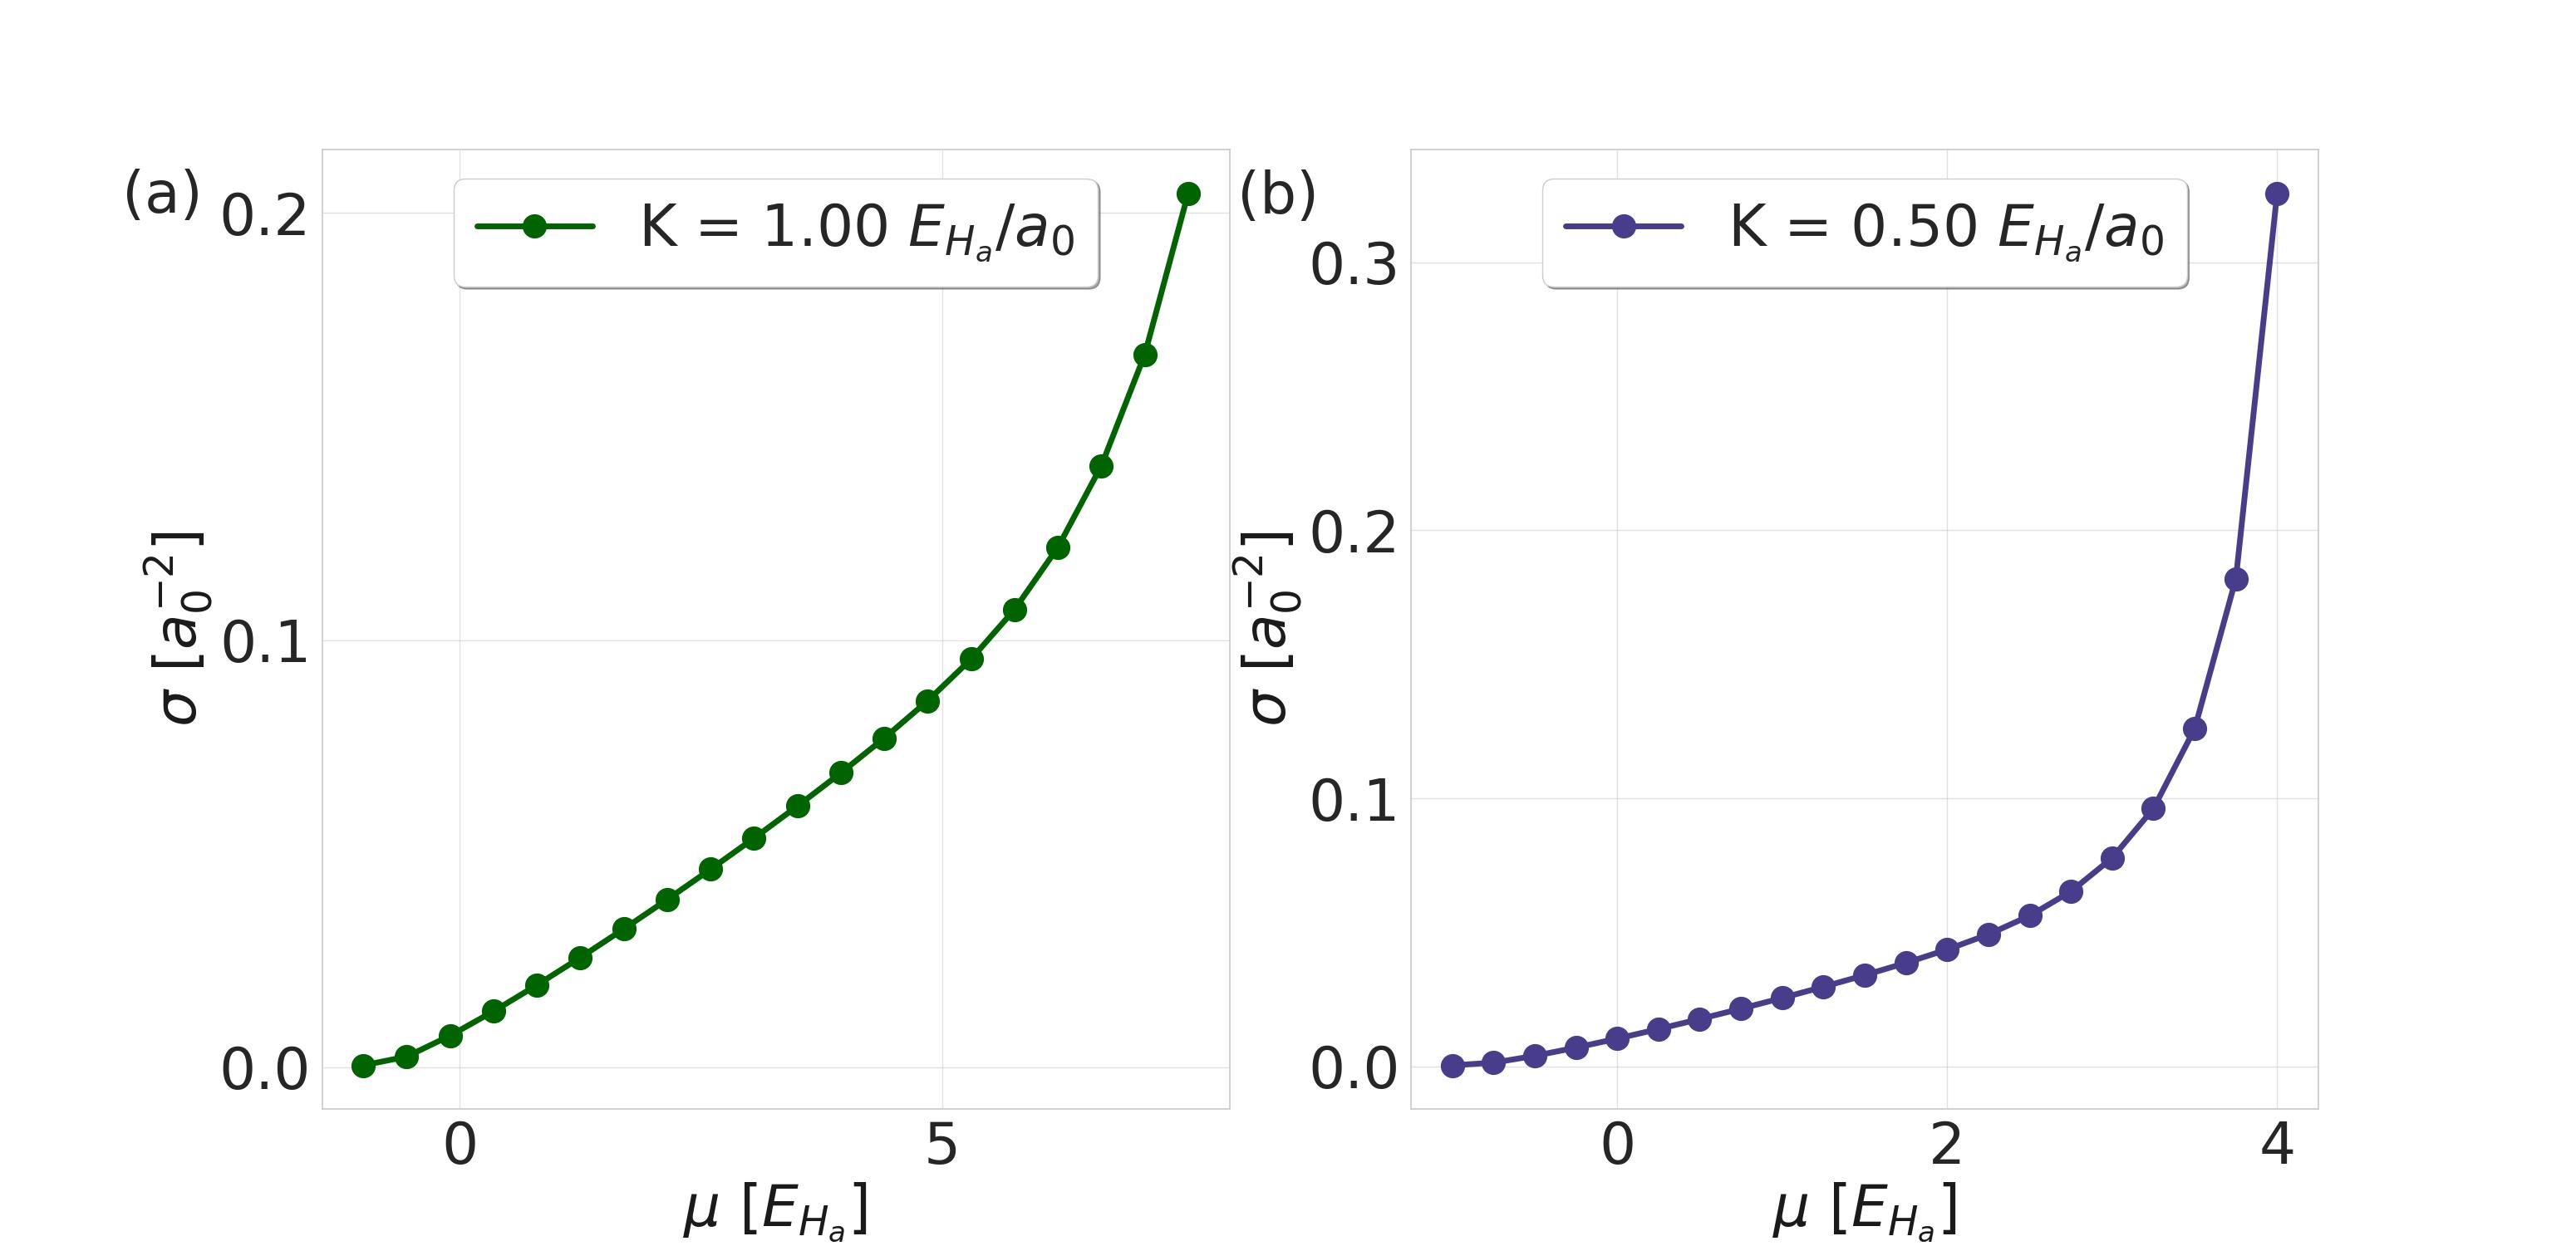 (a)
K = 1.00 E_{H_a}/a_0
0.2
0.1
0.0
σ [a_0^{-2}]
0 5
μ [E_{H_a}]
(b)
K = 0.50 E_{H_a}/a_0
0.3
0.2
0.1
0.0
σ [a_0^{-2}]
0 2 4
μ [E_{H_a}]